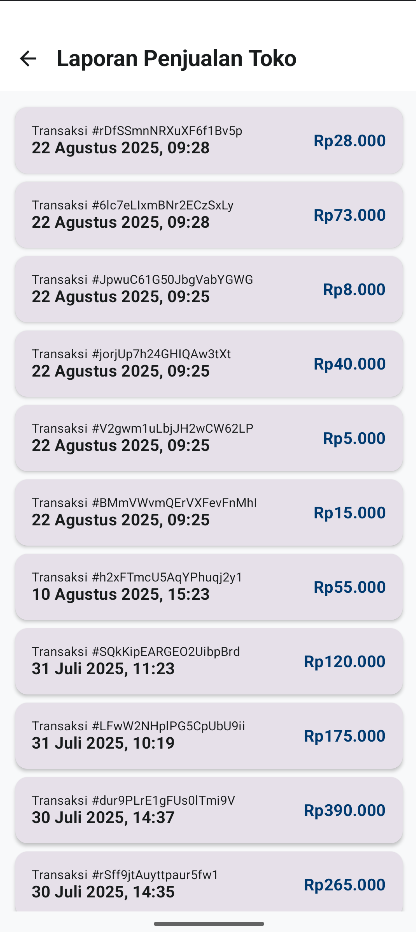 Laporan Penjualan Toko
Transaksi #rDfSSmnNRXuXF6f1Bv5p
22 Agustus 2025, 09:28
Rp28.000
Transaksi #6lc7eLIxmBNr2ECzSxLy
22 Agustus 2025, 09:28
Rp73.000
Transaksi #JpwuC61G50JbgVabYGWG
22 Agustus 2025, 09:25
Rp8.000
Transaksi #jorjUp7h24GHIQAw3tXt
22 Agustus 2025, 09:25
Rp40.000
Transaksi #V2gwm1uLbjJH2wCW62LP
22 Agustus 2025, 09:25
Rp5.000
Transaksi #BMmVWvmQErVXFevFnMhI
22 Agustus 2025, 09:25
Rp15.000
Transaksi #h2xFTmcU5AqYPhuqj2y1
10 Agustus 2025, 15:23
Rp55.000
Transaksi #SQkKipEARGEO2UibpBrd
31 Juli 2025, 11:23
Rp120.000
Transaksi #LFwW2NHplPG5CpUbU9ii
31 Juli 2025, 10:19
Rp175.000
Transaksi #dur9PLrE1gFUs0lTmi9V
30 Juli 2025, 14:37
Rp390.000
Transaksi #rSff9jtAuyttpaur5fw1
30 Juli 2025, 14:35
Rp265.000